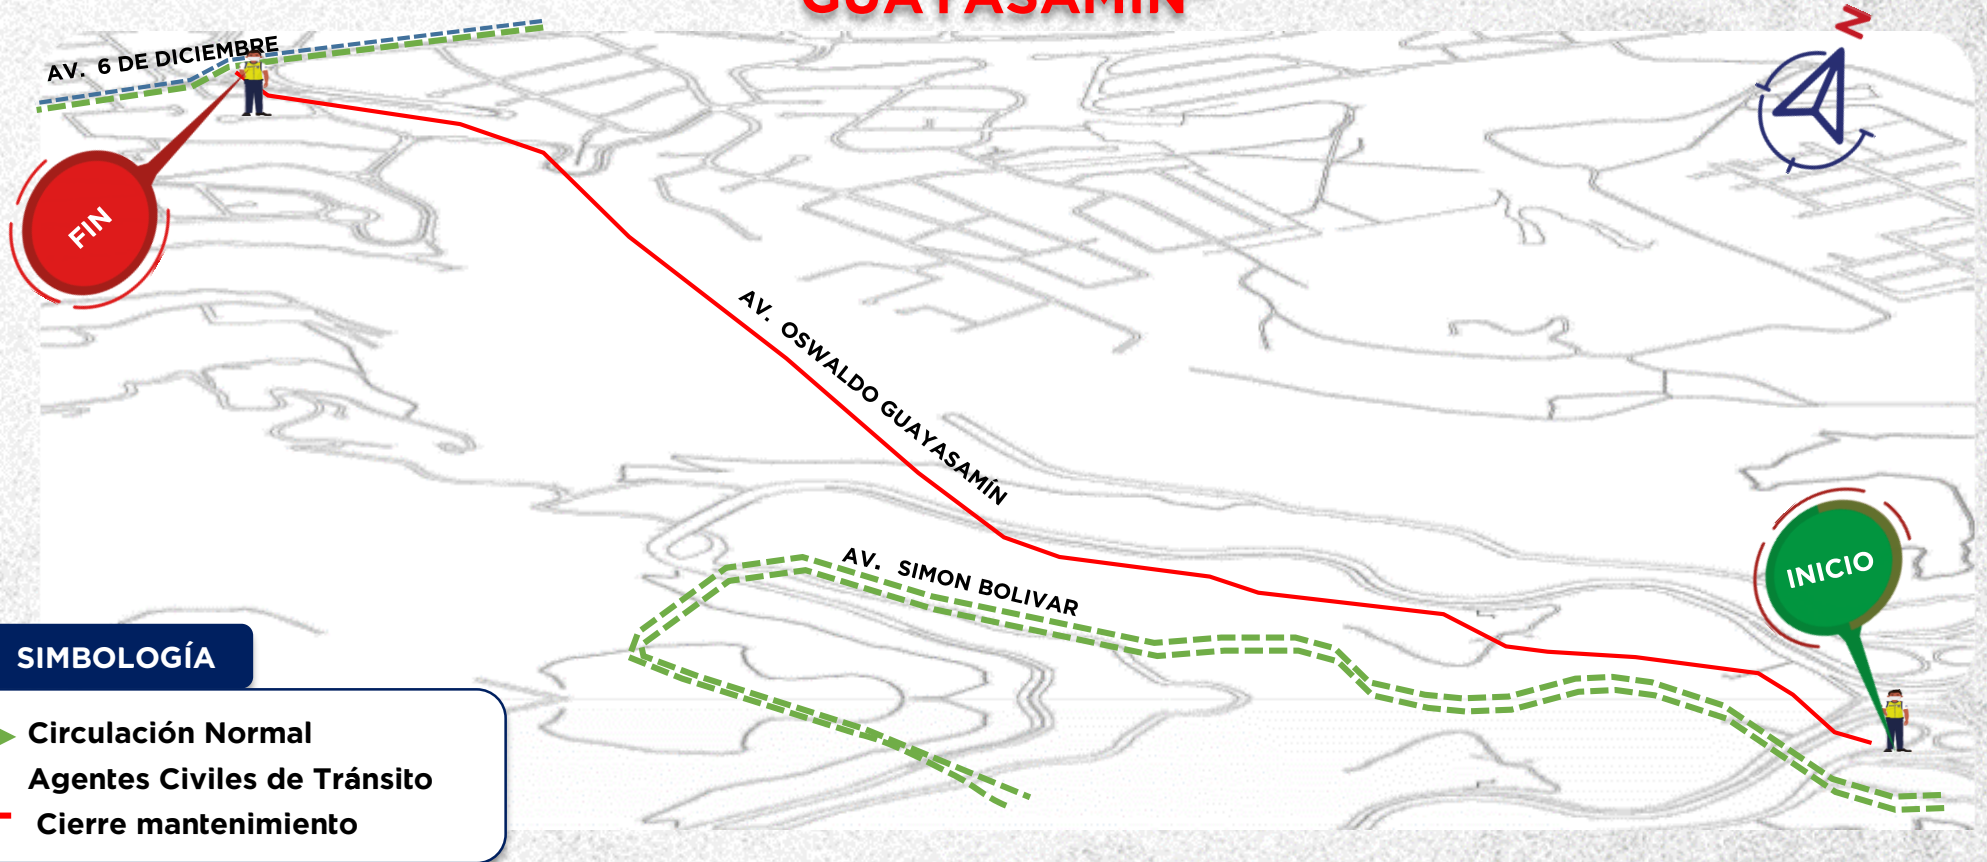 GUAYASAMÍN
N
AV. 6 DE DICIEMBRE
FIN
AV. OSWALDO GUAYASAMÍN
AV. SIMON BOLIVAR
INICIO
SIMBOLOGÍA
Circulación Normal
Agentes Civiles de Tránsito
Cierre mantenimiento